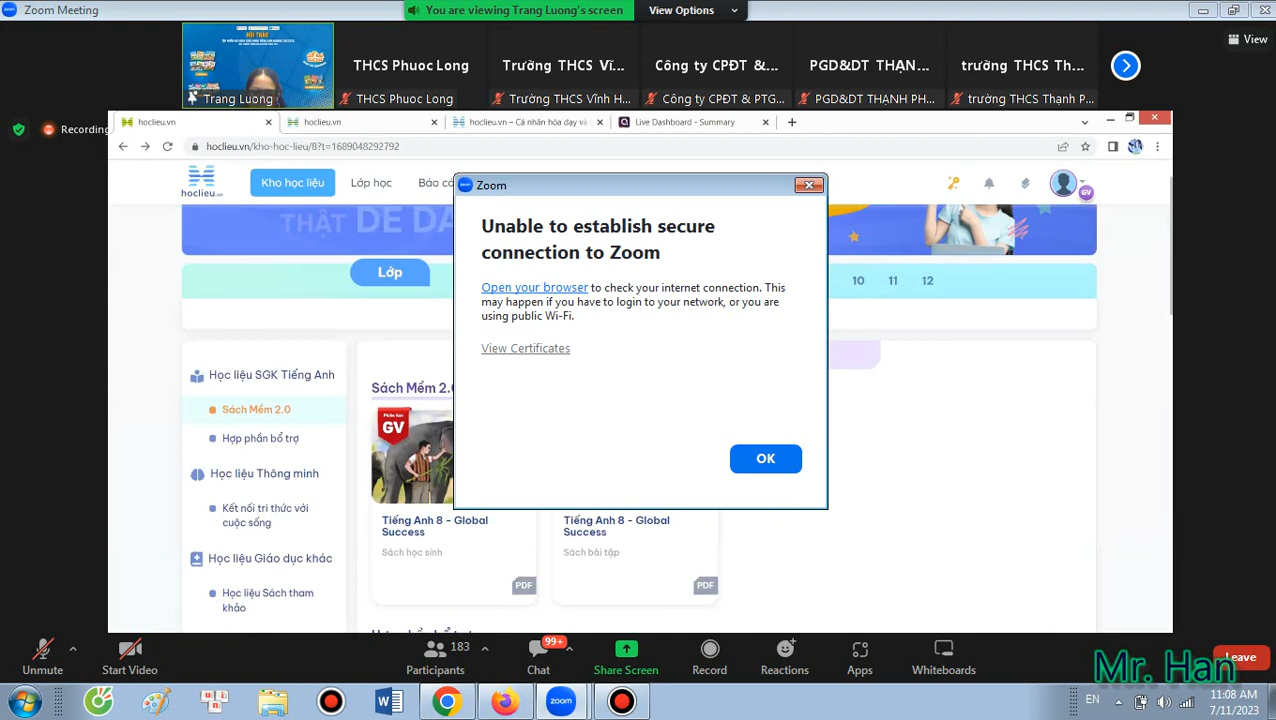 Zoom Meeting
You are viewing Trang Luong's screen
View Options
View
HỘI THẢO
THCS Phuoc Long
Trường THCS Vĩ...
Công ty CPĐT &...
PGD&DT THẠN...
trường THCS Th...
Trang Luong
THCS Phuoc Long
Trường THCS Vĩnh H...
Công ty CPĐT & PTG...
PGD&DT THẠNH PH...
trường THCS Thạnh P...
Recording
hoclieu.vn
hoclieu.vn
hoclieu.vn – Cá nhân hóa dạy và
Live Dashboard - Summary
hoclieu.vn/kho-hoc-lieu/8?t=1689048292792
hoclieu.vn
Kho học liệu
Lớp học
Báo cá
GV
THẬT DỄ DÀ
Lớp
10
11
12
Zoom
Unable to establish secure
connection to Zoom
Open your browser to check your internet connection. This
may happen if you have to login to your network, or you are
using public Wi-Fi.
View Certificates
OK
Học liệu SGK Tiếng Anh
Sách Mềm 2.0
Hợp phần bổ trợ
Học liệu Thông minh
Kết nối tri thức với
cuộc sống
Học liệu Giáo dục khác
Học liệu Sách tham
khảo
Sách Mềm 2.0
Phiên bản
GV
Tiếng Anh 8 - Global
Success
Sách học sinh
PDF
Tiếng Anh 8 - Global
Success
Sách bài tập
PDF
Unmute
Start Video
183
Participants
99+
Chat
Share Screen
Record
Reactions
Apps
Whiteboards
Leave
Mr. Han
EN
11:08 AM
7/11/2023